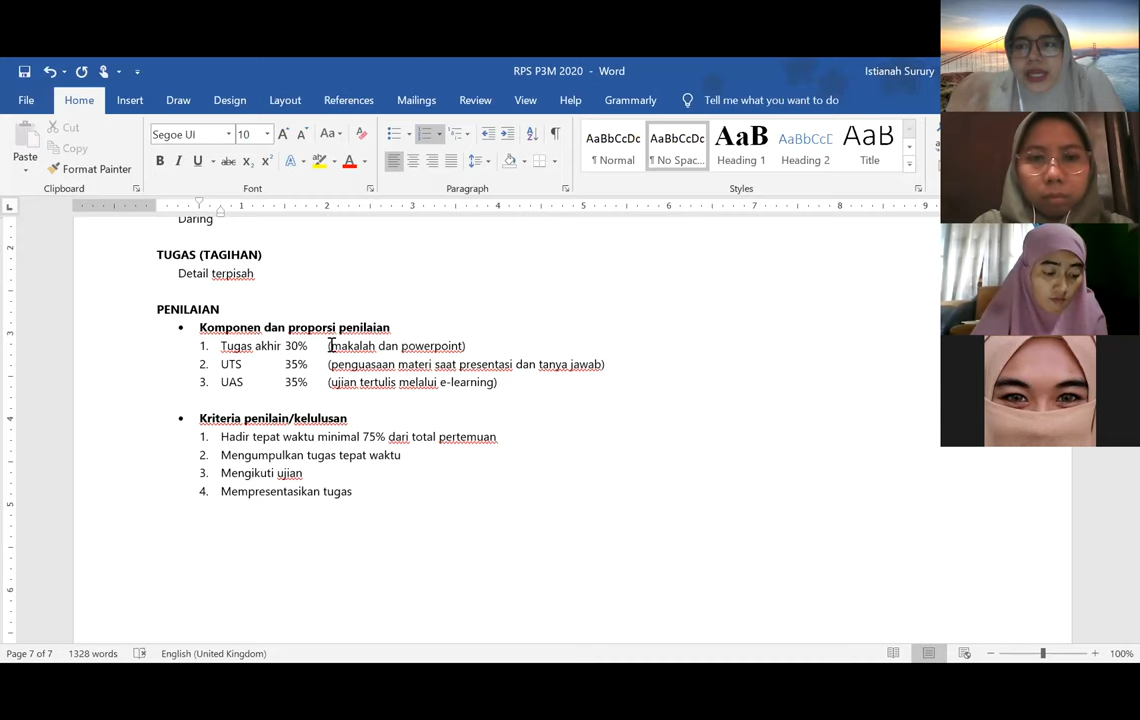 RPS P3M 2020 - Word
Istianah Surury
File Home Insert Draw Design Layout References Mailings Review View Help Grammarly Tell me what you want to do
Paste
Cut
Copy
Format Painter
Segoe UI 10
AaBbCcDc AaBbCcDc AaB AaBbCcE AaB
¶ Normal ¶ No Spac... Heading 1 Heading 2 Title
Clipboard Font Paragraph Styles
Daring
TUGAS (TAGIHAN)
Detail terpisah
PENILAIAN
• Komponen dan proporsi penilaian
1. Tugas akhir 30% (makalah dan powerpoint)
2. UTS 35% (penguasaan materi saat presentasi dan tanya jawab)
3. UAS 35% (ujian tertulis melalui e-learning)
• Kriteria penilain/kelulusan
1. Hadir tepat waktu minimal 75% dari total pertemuan
2. Mengumpulkan tugas tepat waktu
3. Mengikuti ujian
4. Mempresentasikan tugas
Page 7 of 7 1328 words English (United Kingdom) 100%